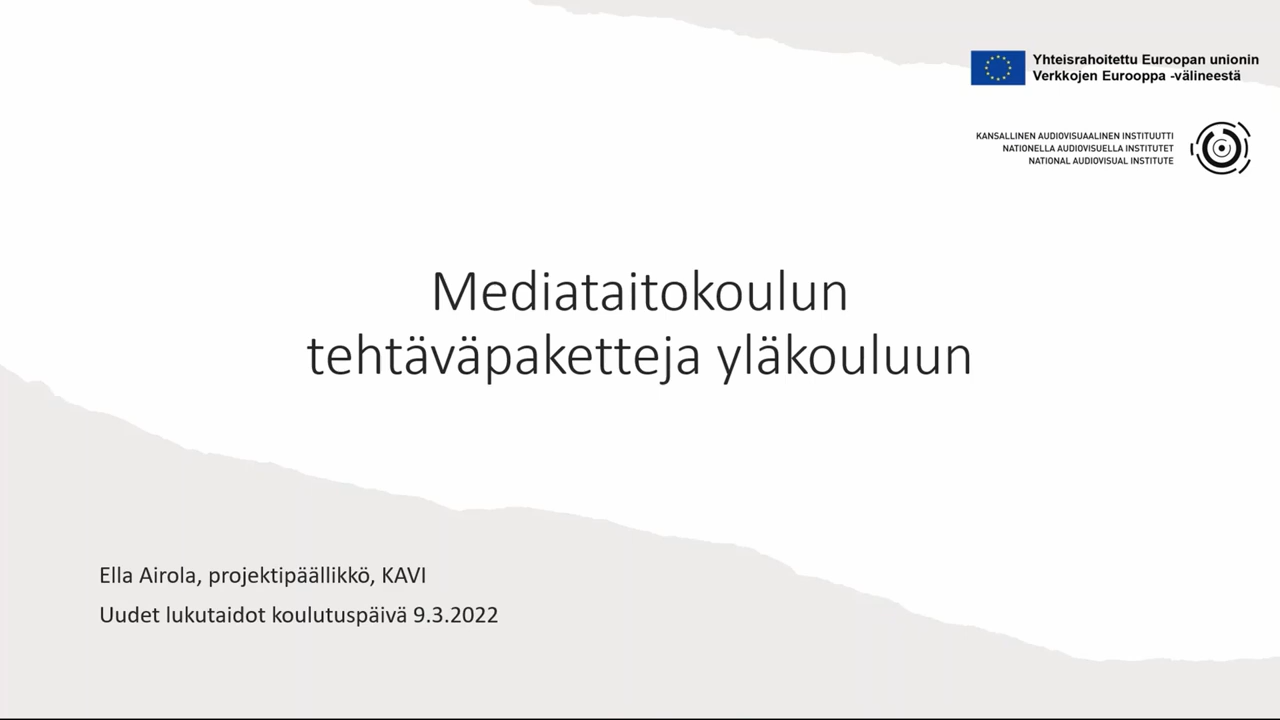 Yhteisrahoitettu Euroopan unionin
Verkkojen Eurooppa -välineestä
KANSALLINEN AUDIOVISUAALINEN INSTITUUTTI
NATIONELLA AUDIOVISUELLA INSTITUTET
NATIONAL AUDIOVISUAL INSTITUTE
Mediataitokoulun
tehtäväpaketteja yläkouluun
Ella Airola, projektipäällikkö, KAVI
Uudet lukutaidot koulutuspäivä 9.3.2022